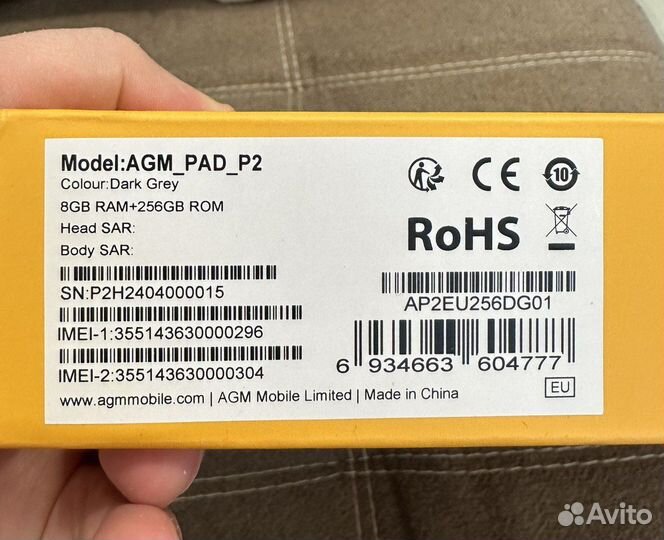 Model:AGM_PAD_P2
Colour:Dark Grey
8GB RAM+256GB ROM
Head SAR:
Body SAR:
SN:P2H2404000015
IMEI-1:355143630000296
IMEI-2:355143630000304
www.agmmobile.com | AGM Mobile Limited | Made in China
CE
10
RoHS
AP2EU256DG01
6 934663 604777
EU
Avito